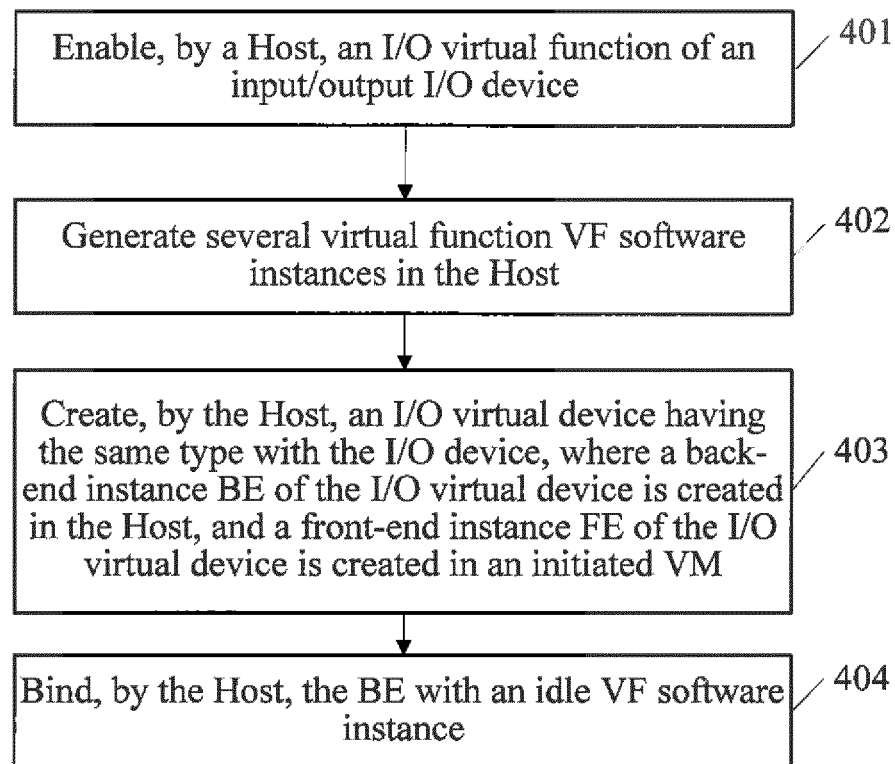 Enable, by a Host, an I/O virtual function of an
input/output I/O device
401
Generate several virtual function VF software
instances in the Host
402
Create, by the Host, an I/O virtual device having
the same type with the I/O device, where a back-
end instance BE of the I/O virtual device is created
in the Host, and a front-end instance FE of the I/O
virtual device is created in an initiated VM
403
Bind, by the Host, the BE with an idle VF software
instance
404